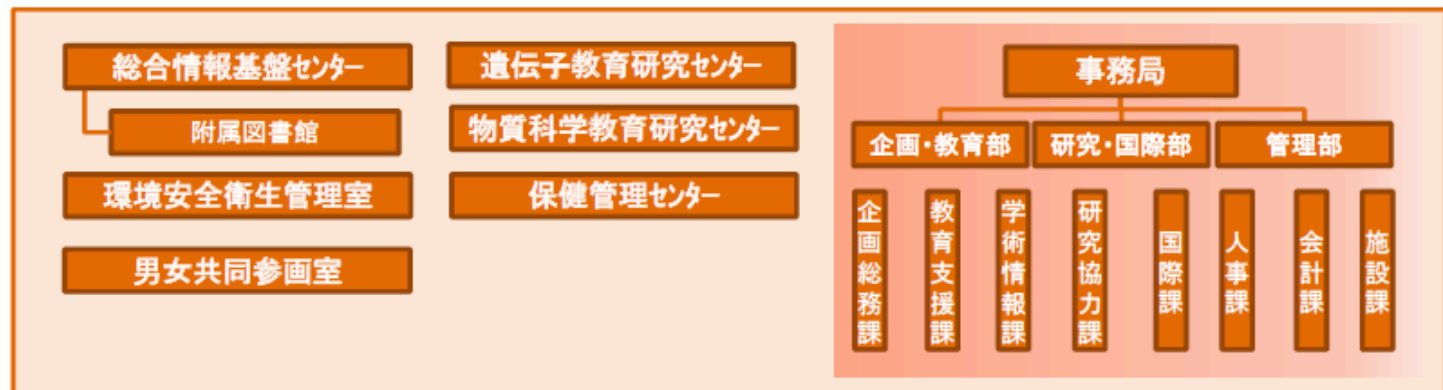 総合情報基盤センター
附属図書館
環境安全衛生管理室
男女共同参画室
遺伝子教育研究センター
物質科学教育研究センター
保健管理センター
事務局
企画・教育部
研究・国際部
管理部
企画総務課
教育支援課
学術情報課
研究協力課
国際課
人事課
会計課
施設課